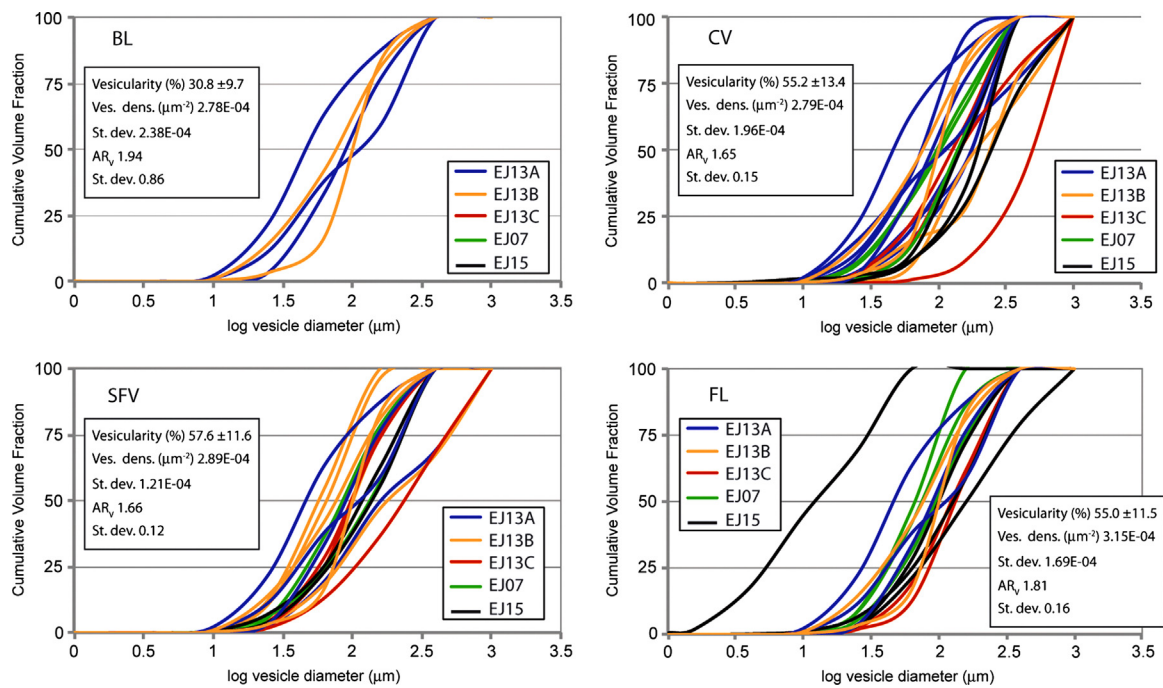 BL
Vesicularity (%) 30.8 ±9.7
Ves. dens. (µm⁻²) 2.78E-04
St. dev. 2.38E-04
ARV 1.94
St. dev. 0.86
EJ13A
EJ13B
EJ13C
EJ07
EJ15
Cumulative Volume Fraction
100
75
50
25
0
0 0.5 1 1.5 2 2.5 3 3.5
log vesicle diameter (µm)
CV
Vesicularity (%) 55.2 ±13.4
Ves. dens. (µm⁻²) 2.79E-04
St. dev. 1.96E-04
ARV 1.65
St. dev. 0.15
EJ13A
EJ13B
EJ13C
EJ07
EJ15
Cumulative Volume Fraction
100
75
50
25
0
0 0.5 1 1.5 2 2.5 3 3.5
log vesicle diameter (µm)
SFV
Vesicularity (%) 57.6 ±11.6
Ves. dens. (µm⁻²) 2.89E-04
St. dev. 1.21E-04
ARV 1.66
St. dev. 0.12
EJ13A
EJ13B
EJ13C
EJ07
EJ15
Cumulative Volume Fraction
100
75
50
25
0
0 0.5 1 1.5 2 2.5 3 3.5
log vesicle diameter (µm)
FL
EJ13A
EJ13B
EJ13C
EJ07
EJ15
Vesicularity (%) 55.0 ±11.5
Ves. dens. (µm⁻²) 3.15E-04
St. dev. 1.69E-04
ARV 1.81
St. dev. 0.16
Cumulative Volume Fraction
100
75
50
25
0
0 0.5 1 1.5 2 2.5 3 3.5
log vesicle diameter (µm)